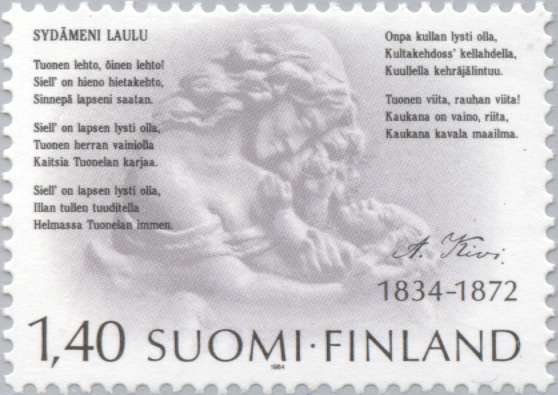 SYDÄMENI LAULU
Tuonen lehto, öinen lehto!
Siell' on hieno hietakehto,
Sinnepä lapseni saatan.
Siell' on lapsen lysti olla,
Tuonen herran vainiolla
Kaitsia Tuonelan karjaa.
Siell' on lapsen lysti olla,
Illan tullen tuuditella
Helmassa Tuonelan immen.
Onpa kullan lysti olla,
Kultakehdoss' kellahdella,
Kuullella kehräjälintuu.
Tuonen viita, rauhan viita!
Kaukana on vaino, riita,
Kaukana kavala maailma.
A. Kivi.
1834-1872
1,40 SUOMI·FINLAND
1984